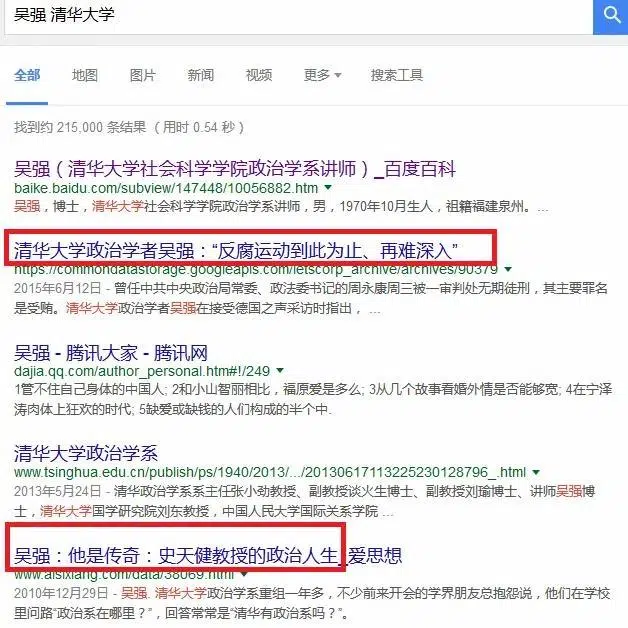 吴强 清华大学
全部 地图 图片 新闻 视频 更多 搜索工具
找到约 215,000 条结果 （用时 0.54 秒）
吴强（清华大学社会科学学院政治学系讲师）_百度百科
baike.baidu.com/subview/147448/10056882.htm
吴强，博士，清华大学社会科学学院政治学系讲师，男，1970年10月生人，祖籍福建泉州。...
清华大学政治学者吴强：“反腐运动到此为止、再难深入”
https://commondatastorage.googleapis.com/letscorp_archive/archives/90379
2015年6月12日 - 曾任中共中央政治局常委、政法委书记的周永康周三被一审判处无期徒刑，其主要罪名
是受贿。清华大学政治学者吴强在接受德国之声采访时指出， ...
吴强 - 腾讯大家 - 腾讯网
dajia.qq.com/author_personal.htm#!/249
1管不住自己身体的中国人; 2和小山智丽相比，福原爱是多么; 3从几个故事看婚外情是否能够宽; 4在宁泽
涛肉体上狂欢的时代; 5缺爱或缺钱的人们构成的半个中.
清华大学政治学系
www.tsinghua.edu.cn/publish/ps/1940/2013/.../20130617113225230128796_.html
2013年5月24日 - 清华政治学系系主任张小劲教授、副教授谈火生博士、副教授刘瑜博士、讲师吴强博
士，清华大学国学研究院刘东教授，中国人民大学国际关系学院 ...
吴强：他是传奇：史天健教授的政治人生_爱思想
www.aisixiang.com/data/38069.html
2010年12月29日 - 吴强. 清华大学政治学系重组一年多，不少前来开会的学界朋友总抱怨说，他们在学校
里问路“政治系在哪里？”，回答常常是“清华有政治系吗？”。